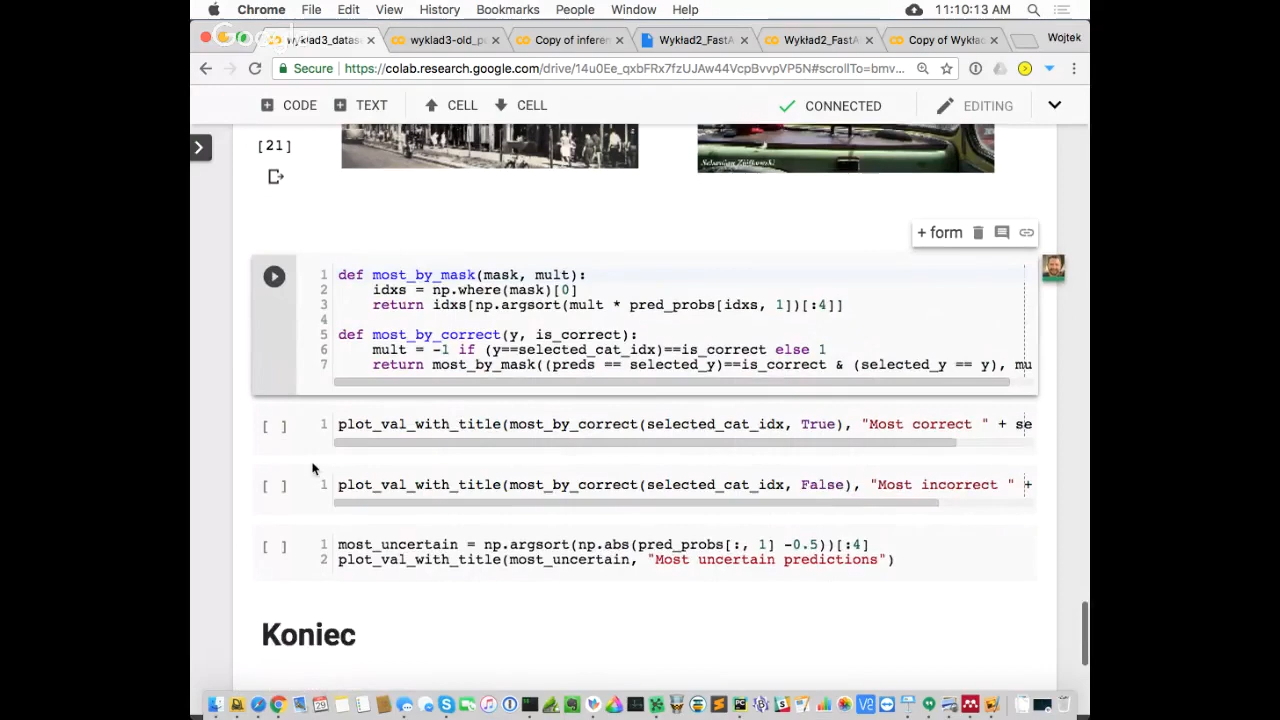 Chrome File Edit View History Bookmarks People Window Help 11:10:13 AM
Google
wyklad3_datase wyklad3-old_po Copy of inferen Wykład2_FastA Wykład2_FastA Copy of Wykład Wojtek
Secure https://colab.research.google.com/drive/14u0Ee_qxbFRx7fzUJAw44VcpBvvpVP5N#scrollTo=bmv...
CODE TEXT CELL CELL CONNECTED EDITING
[21]
+ form
1 def most_by_mask(mask, mult):
2 idxs = np.where(mask)[0]
3 return idxs[np.argsort(mult * pred_probs[idxs, 1])[:4]]
4
5 def most_by_correct(y, is_correct):
6 mult = -1 if (y==selected_cat_idx)==is_correct else 1
7 return most_by_mask((preds == selected_y)==is_correct & (selected_y == y), mu
[ ] 1 plot_val_with_title(most_by_correct(selected_cat_idx, True), "Most correct " + se
[ ] 1 plot_val_with_title(most_by_correct(selected_cat_idx, False), "Most incorrect " +
[ ] 1 most_uncertain = np.argsort(np.abs(pred_probs[:, 1] -0.5))[:4]
2 plot_val_with_title(most_uncertain, "Most uncertain predictions")
Koniec